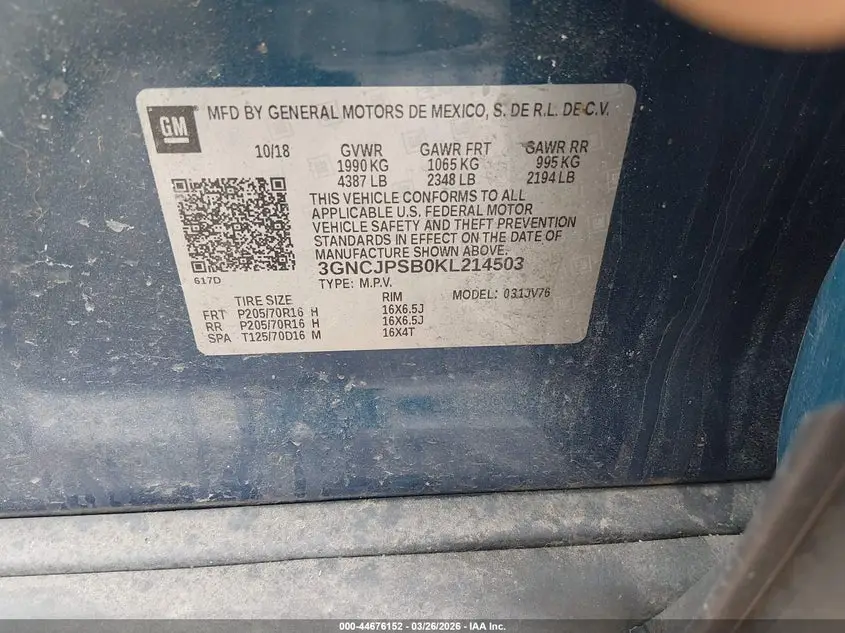 GM
MFD BY GENERAL MOTORS DE MEXICO, S. DE R.L. DE C.V.
10/18 GVWR GAWR FRT GAWR RR
1990 KG 1065 KG 995 KG
4387 LB 2348 LB 2194 LB
THIS VEHICLE CONFORMS TO ALL
APPLICABLE U.S. FEDERAL MOTOR
VEHICLE SAFETY AND THEFT PREVENTION
STANDARDS IN EFFECT ON THE DATE OF
MANUFACTURE SHOWN ABOVE.
617D
3GNCJPSB0KL214503
TYPE: M.P.V. MODEL: 031JV76
TIRE SIZE RIM
FRT P205/70R16 H 16X6.5J
RR P205/70R16 H 16X6.5J
SPA T125/70D16 M 16X4T
000-44676152 - 03/26/2026 - IAA Inc.